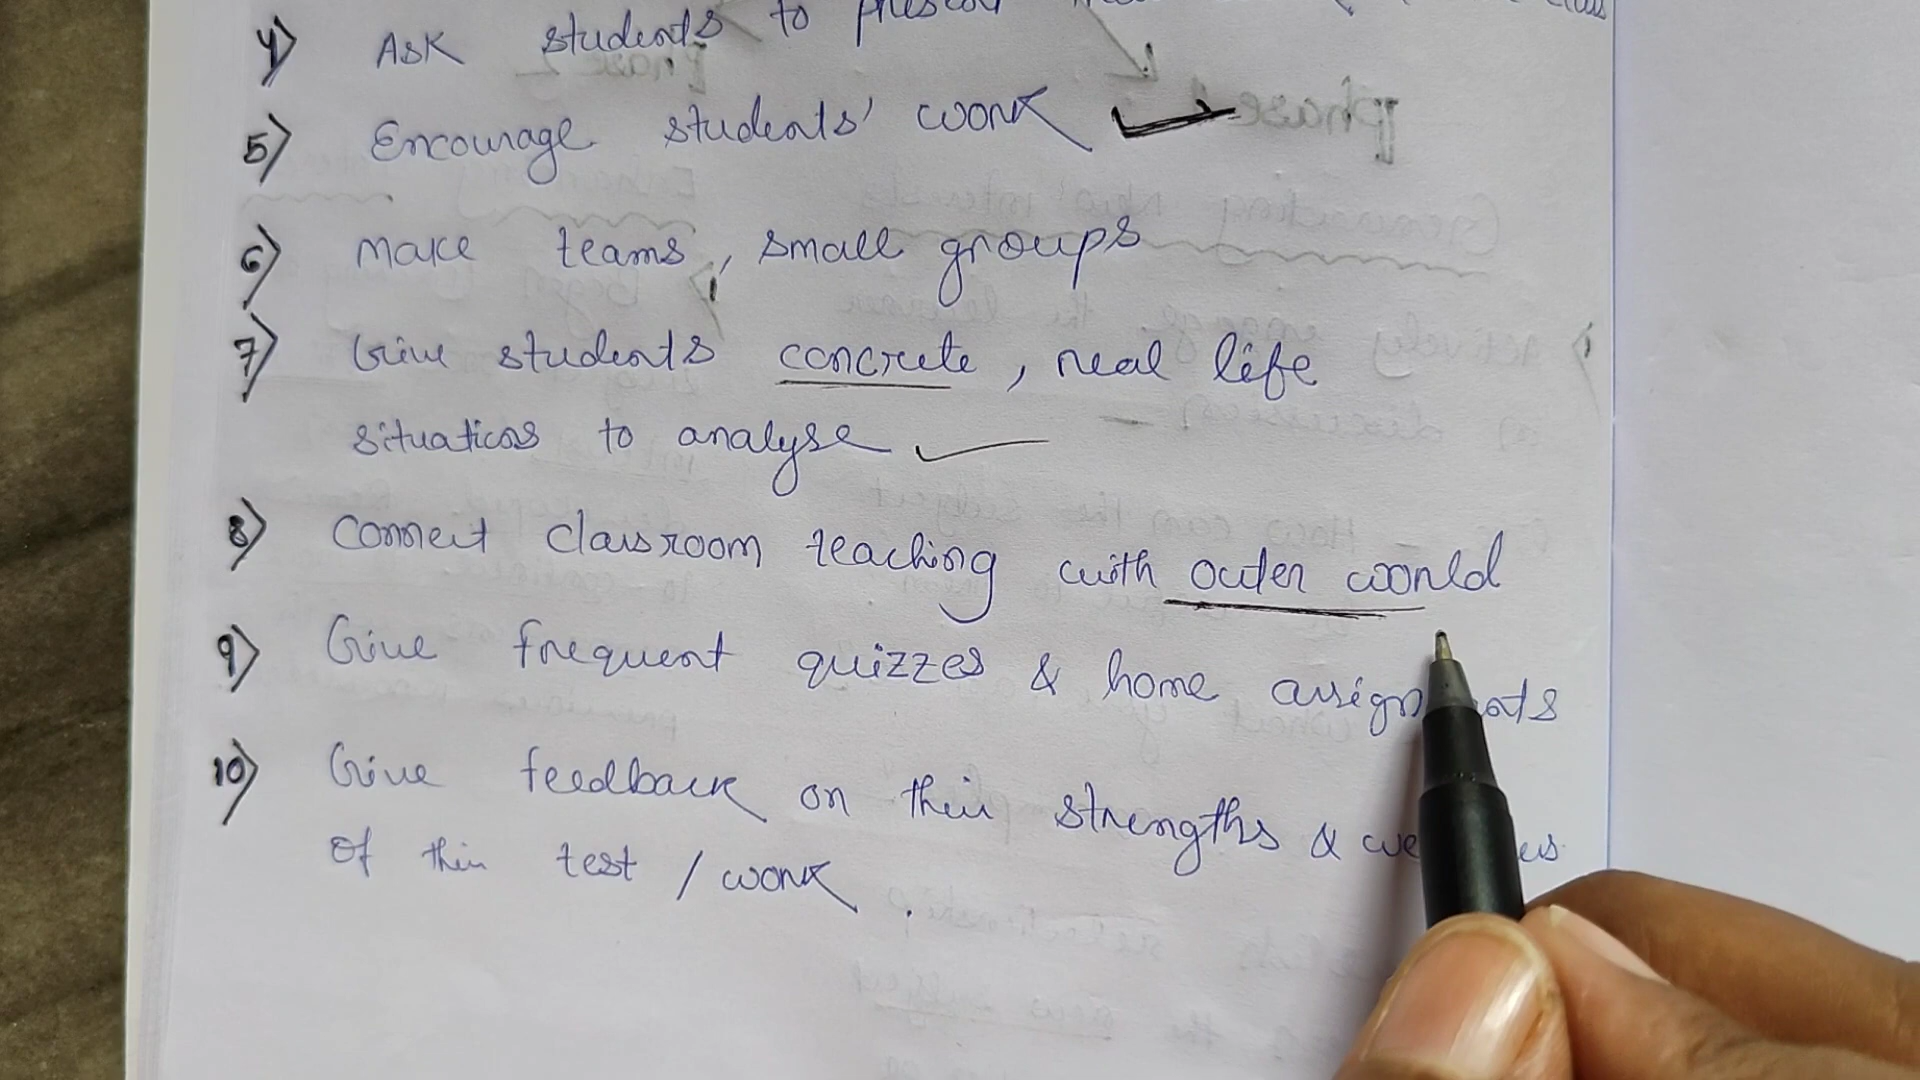 4) Ask students to present
5) Encourage students' work
6) Make teams, small groups
7) Give students concrete, real life
situations to analyse
8) Connect classroom teaching with outer world
9) Give frequent quizzes & home
10) Give feedback on their strengths &
of their test / work.